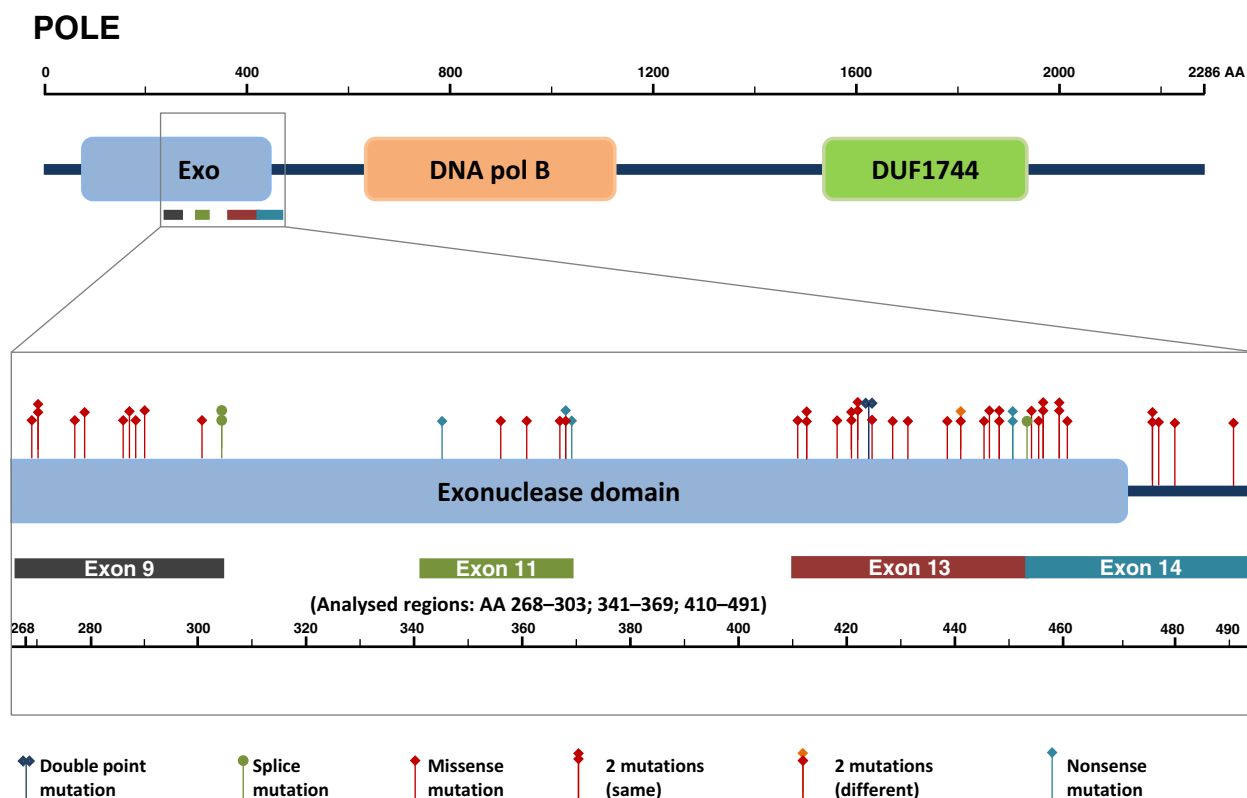 POLE
0 400 800 1200 1600 2000 2286 AA
Exo DNA pol B DUF1744
Exonuclease domain
Exon 9 Exon 11 Exon 13 Exon 14
(Analysed regions: AA 268–303; 341–369; 410–491)
268 280 300 320 340 360 380 400 420 440 460 480 490
Double point mutation
Splice mutation
Missense mutation
2 mutations (same)
2 mutations (different)
Nonsense mutation